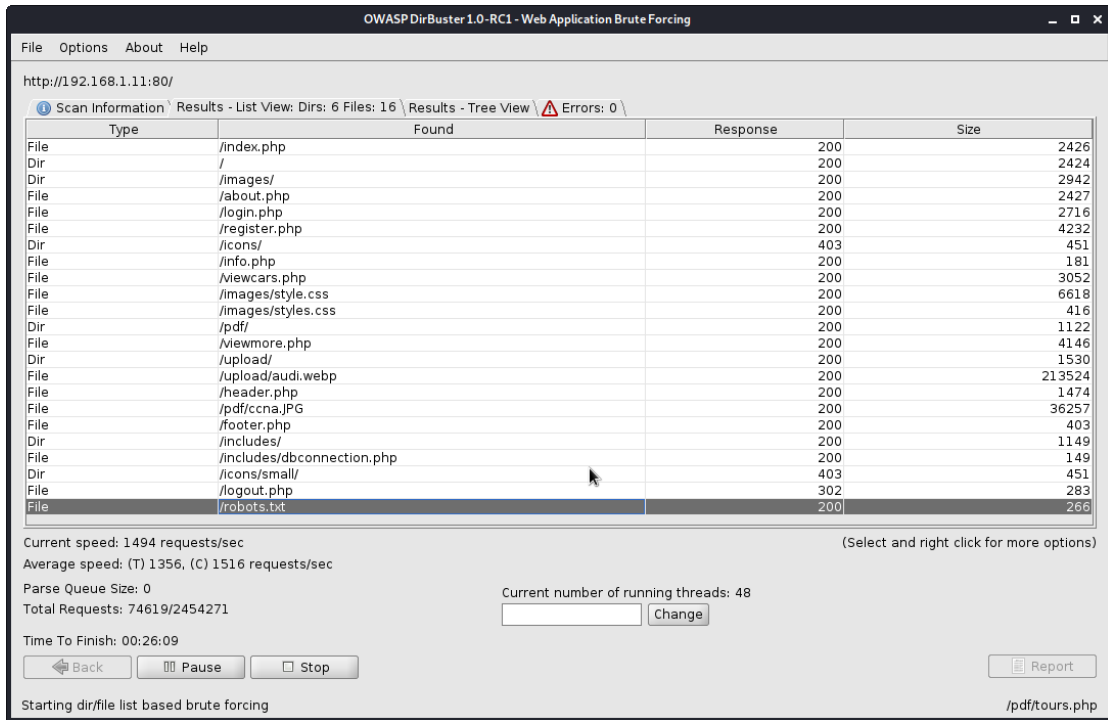 OWASP DirBuster 1.0-RC1 - Web Application Brute Forcing
File Options About Help
http://192.168.1.11:80/
Scan Information Results - List View: Dirs: 6 Files: 16 Results - Tree View Errors: 0
Type Found Response Size
File /index.php 200 2426
Dir / 200 2424
Dir /images/ 200 2942
File /about.php 200 2427
File /login.php 200 2716
File /register.php 200 4232
Dir /icons/ 403 451
File /info.php 200 181
File /viewcars.php 200 3052
File /images/style.css 200 6618
File /images/styles.css 200 416
Dir /pdf/ 200 1122
File /viewmore.php 200 4146
Dir /upload/ 200 1530
File /upload/audi.webp 200 213524
File /header.php 200 1474
File /pdf/ccna.JPG 200 36257
File /footer.php 200 403
Dir /includes/ 200 1149
File /includes/dbconnection.php 200 149
Dir /icons/small/ 403 451
File /logout.php 302 283
File /robots.txt 200 266
Current speed: 1494 requests/sec (Select and right click for more options)
Average speed: (T) 1356, (C) 1516 requests/sec
Parse Queue Size: 0
Current number of running threads: 48
Total Requests: 74619/2454271
Change
Time To Finish: 00:26:09
Back Pause Stop Report
Starting dir/file list based brute forcing /pdf/tours.php